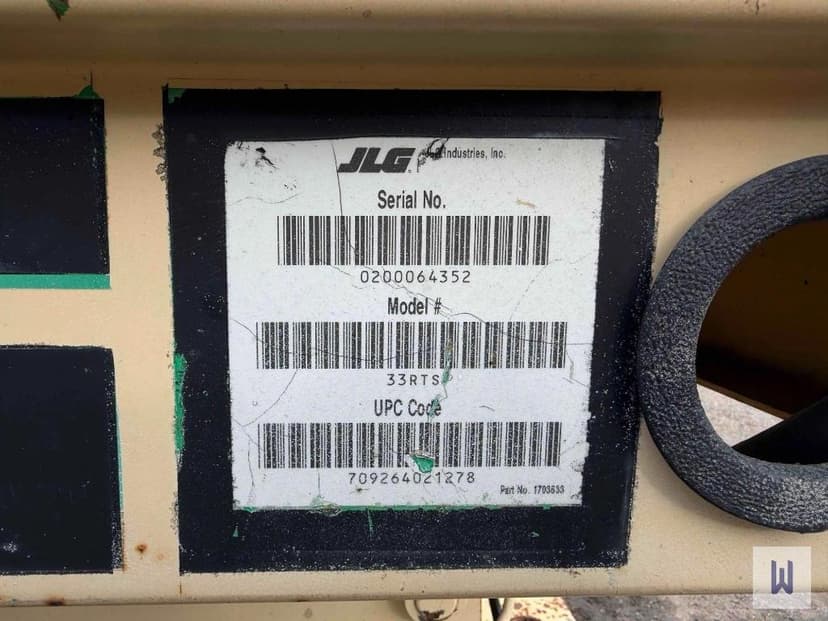 JLG Industries, Inc.
Serial No.
0200064352
Model #
33RTS
UPC Code
709264021278
Part No. 1703633
W